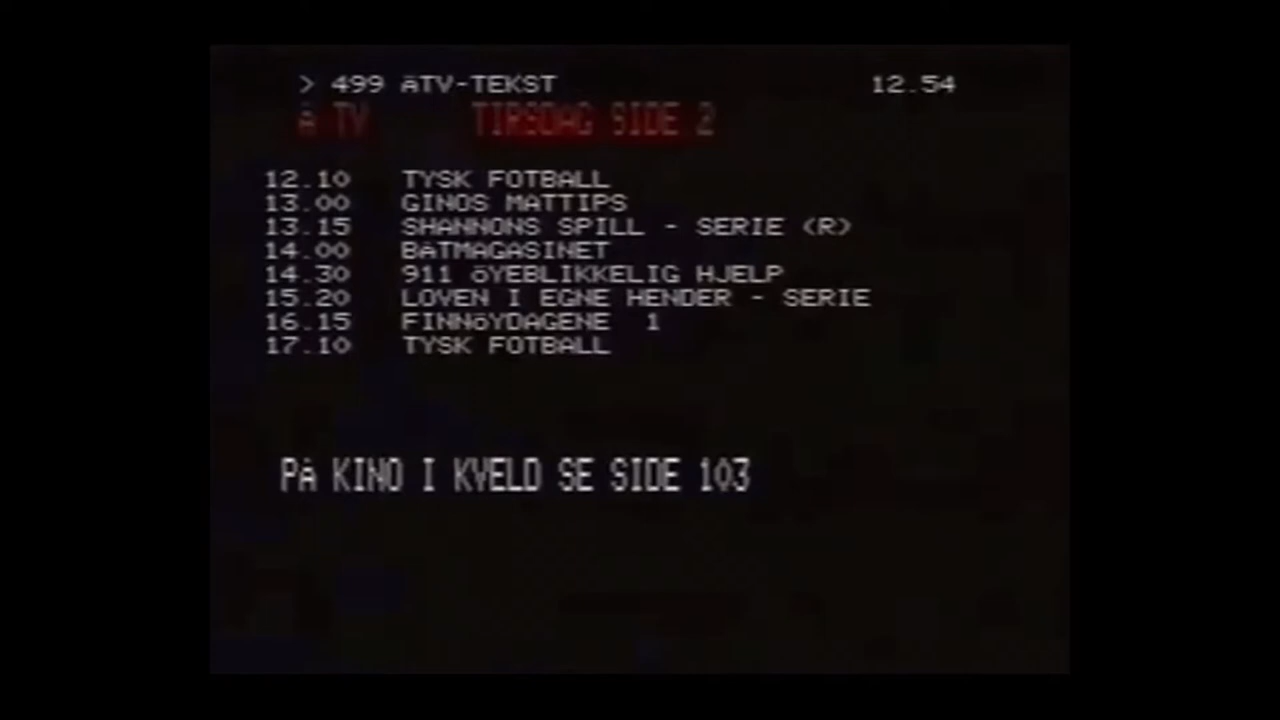 > 499 åTV-TEKST 12.54
å TV TIRSDAG SIDE 2
12.10 TYSK FOTBALL
13.00 GINOS MATTIPS
13.15 SHANNONS SPILL - SERIE (R)
14.00 BåTMAGASINET
14.30 911 öYEBLIKKELIG HJELP
15.20 LOVEN I EGNE HENDER - SERIE
16.15 FINNöYDAGENE 1
17.10 TYSK FOTBALL
På KINO I KVELD SE SIDE 103